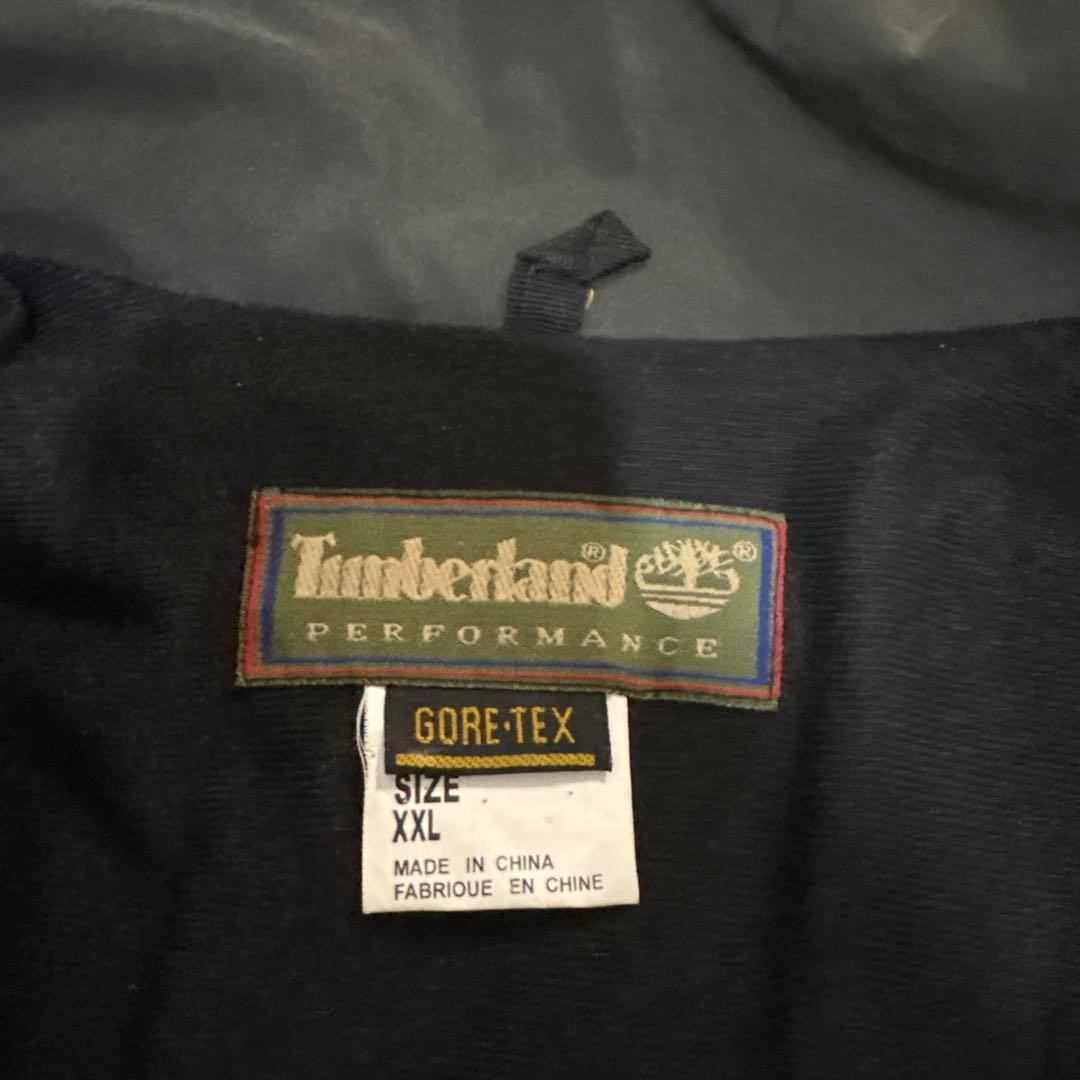 Timberland®
®
PERFORMANCE
GORE-TEX
SIZE
XXL
MADE IN CHINA
FABRIQUE EN CHINE